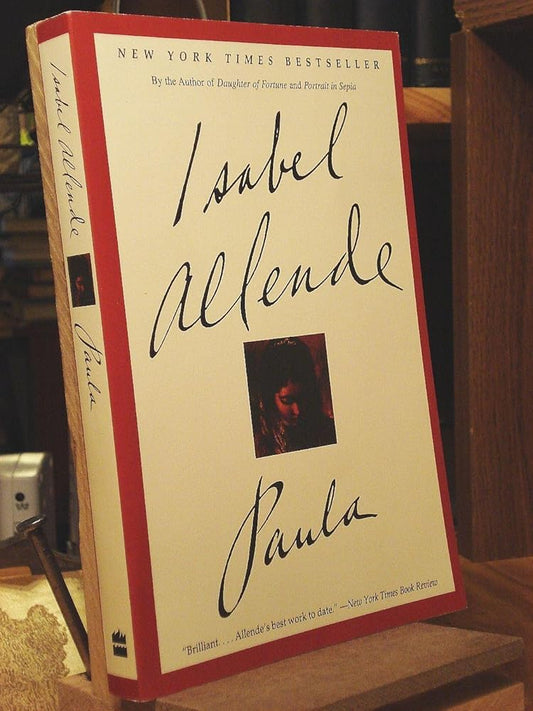 NEW YORK TIMES BESTSELLER
By the Author of Daughter of Fortune and Portrait in Sepia
Isabel
Allende
Paula
"Brilliant. . . . Allende's best work to date." —New York Times Book Review
Isabel Allende
Paula